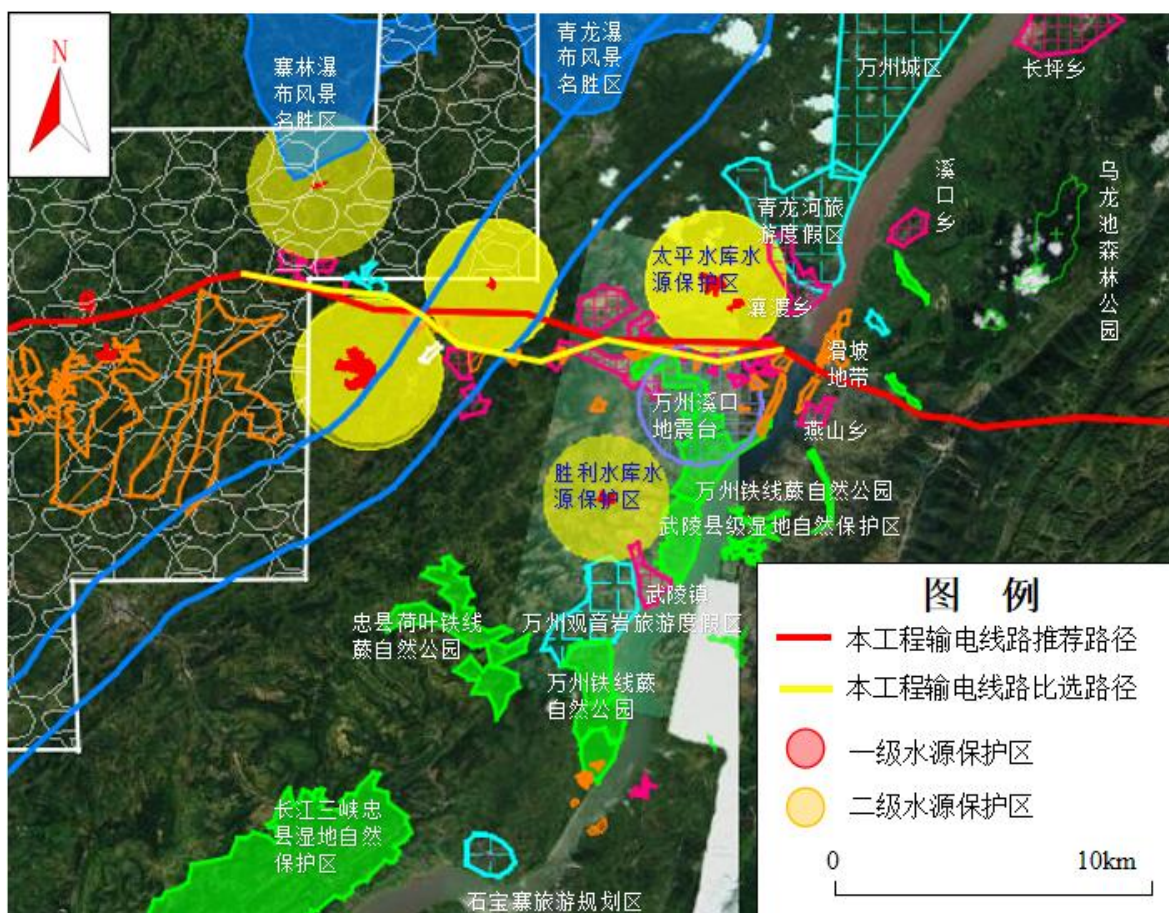 N
寨林瀑
布风景
名胜区
青龙瀑
布风景
名胜区
万州城区
长坪乡
溪口乡
乌龙池森林公园
青龙河旅
游度假区
太平水库水
源保护区
襄渡乡
滑坡
地带
万州溪口
地震台
燕山乡
胜利水库水
源保护区
万州铁线蕨自然公园
武陵县级湿地自然保护区
武陵镇
万州观音岩旅游度假区
忠县荷叶铁线
蕨自然公园
万州铁线蕨
自然公园
长江三峡忠
县湿地自然
保护区
石宝寨旅游规划区
图 例
本工程输电线路推荐路径
本工程输电线路比选路径
一级水源保护区
二级水源保护区
0 10km